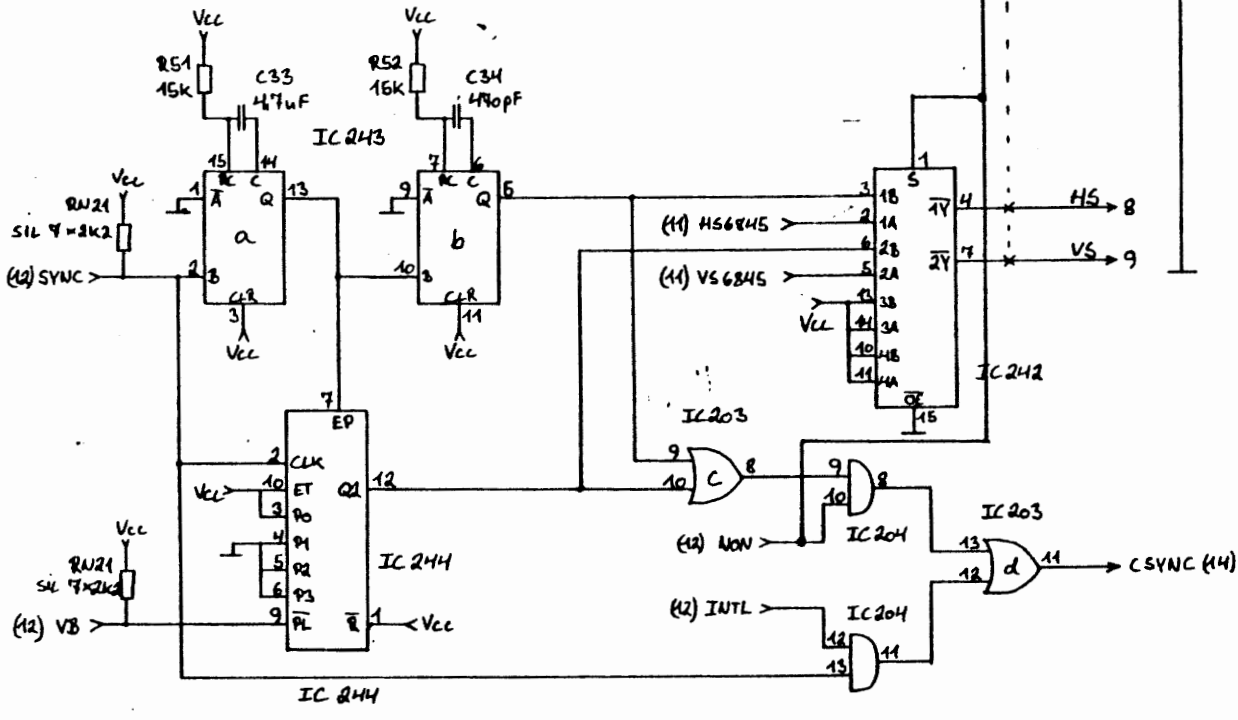 Vcc
R51
15K
C33
4,7uF
Vcc
R52
15K
C34
470pF
IC243
15
14
RC
C
1
A
Q
13
a
2
B
CLR
3
Vcc
Vcc
RN21
SIL 7x2K2
(12) SYNC
7
6
RC
C
9
A
Q
5
b
10
B
CLR
11
Vcc
1
S
3
1B
2
1A
6
2B
5
2A
13
3B
14
3A
10
4B
11
4A
1Y
4
2Y
7
OE
15
IC242
(11) HS6845
(11) VS6845
Vcc
HS
8
VS
9
7
EP
2
CLK
10
ET
3
P0
4
P1
5
P2
6
P3
9
PL
Q1
12
R
1
Vcc
Vcc
IC244
IC244
Vcc
RN21
SIL 7x2K2
(12) VB
IC203
9
10
C
8
9
10
8
IC204
(12) NON
(12) INTL
IC204
12
13
11
IC203
13
12
d
11
CSYNC (14)